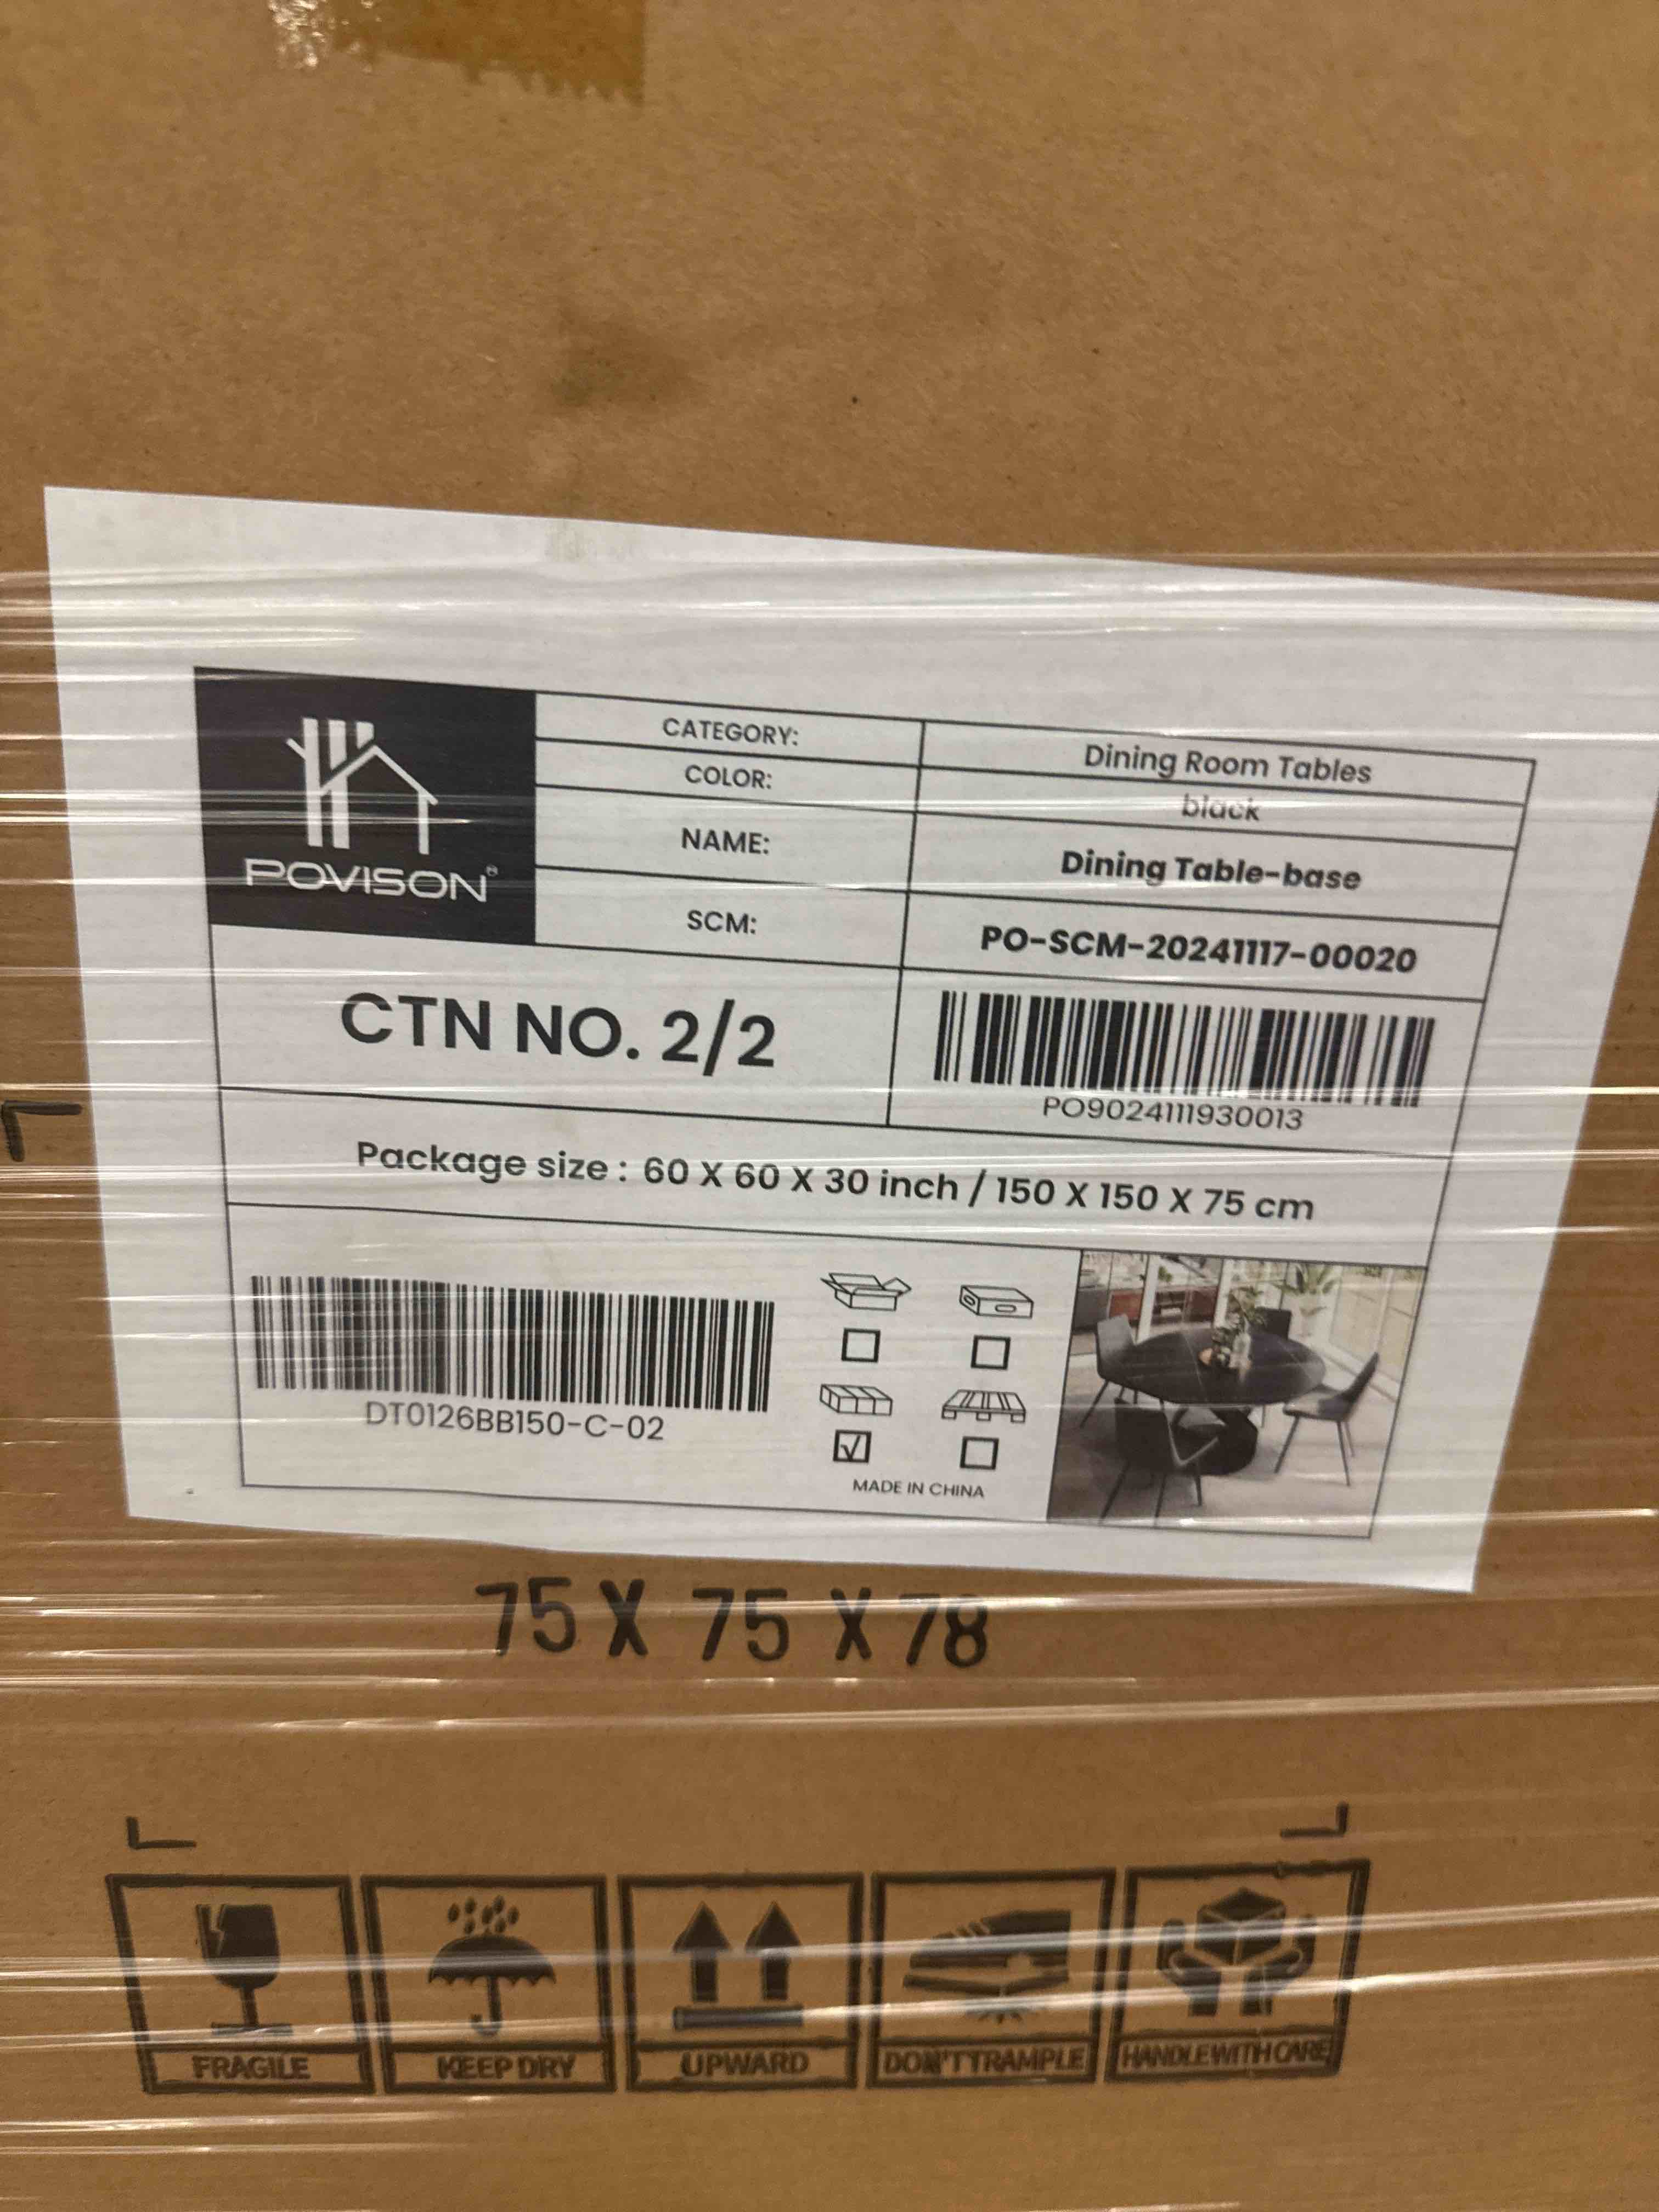 POVISON®
CATEGORY: Dining Room Tables
COLOR: black
NAME: Dining Table-base
SCM: PO-SCM-20241117-00020
CTN NO. 2/2
PO9024111930013
Package size : 60 X 60 X 30 inch / 150 X 150 X 75 cm
DT0126BB150-C-02
MADE IN CHINA
75 X 75 X 78
FRAGILE
KEEP DRY
UPWARD
DON'T TRAMPLE
HANDLE WITH CARE